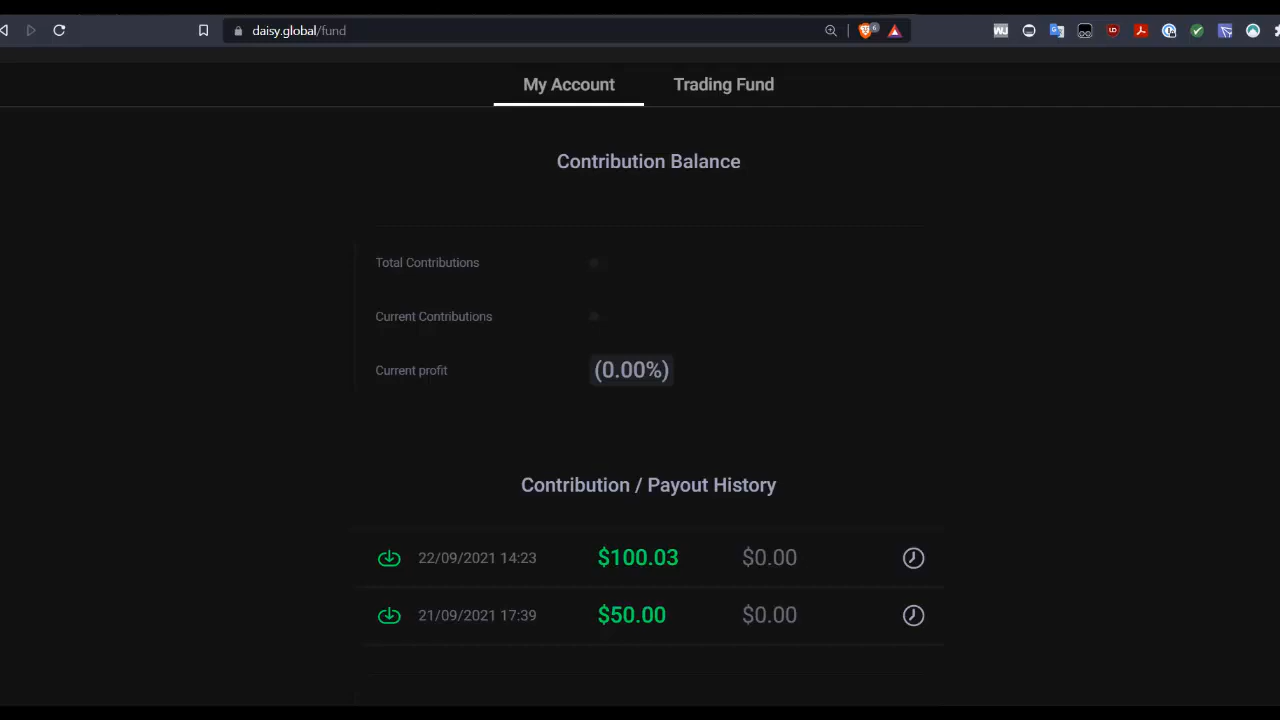 daisy.global/fund
My Account Trading Fund
Contribution Balance
Total Contributions
Current Contributions
Current profit (0.00%)
Contribution / Payout History
22/09/2021 14:23 $100.03 $0.00
21/09/2021 17:39 $50.00 $0.00